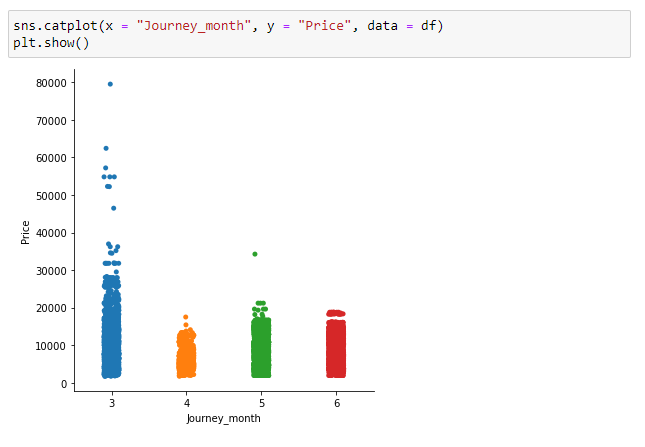 sns.catplot(x = "Journey_month", y = "Price", data = df)
plt.show()
80000
70000
60000
50000
40000
30000
20000
10000
0
Price
3 4 5 6
Journey_month